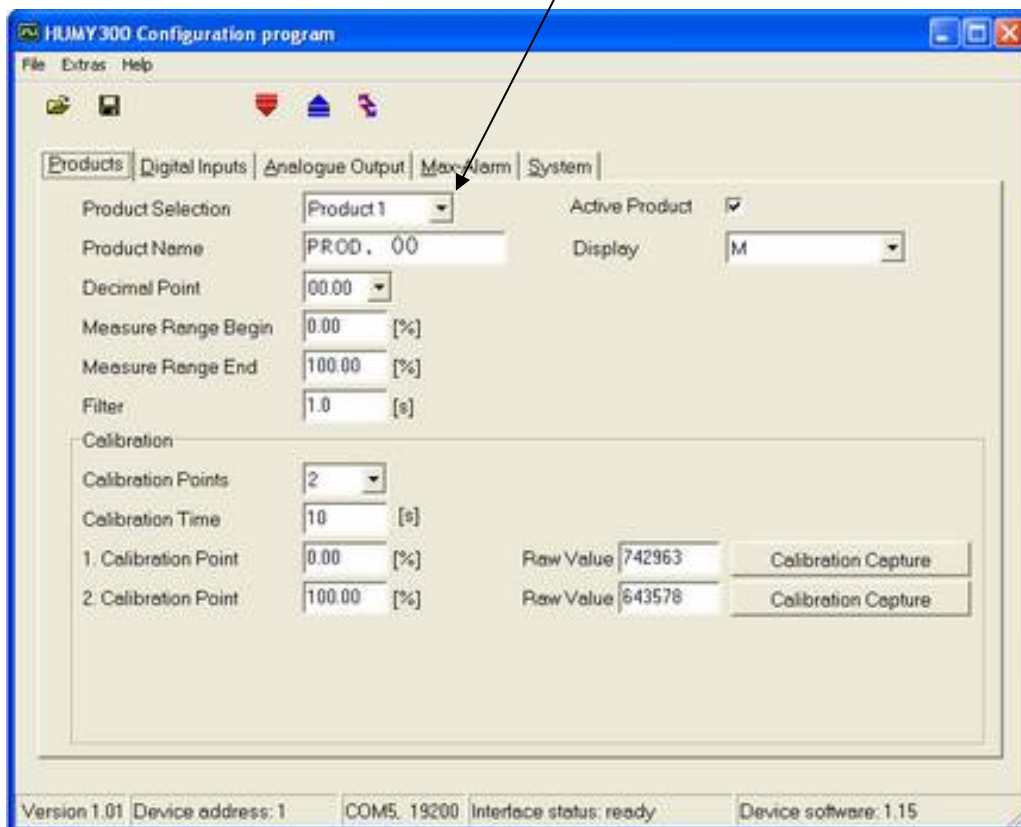 HUMY300 Configuration program
File Extras Help
Products Digital Inputs Analogue Output Max-Alarm System
Product Selection Product 1 Active Product
Product Name PROD. 00 Display M
Decimal Point 00.00
Measure Range Begin 0.00 [%]
Measure Range End 100.00 [%]
Filter 1.0 [s]
Calibration
Calibration Points 2
Calibration Time 10 [s]
1. Calibration Point 0.00 [%] Raw Value 742963 Calibration Capture
2. Calibration Point 100.00 [%] Raw Value 643578 Calibration Capture
Version 1.01 Device address: 1 COM5, 19200 Interface status: ready Device software: 1.15